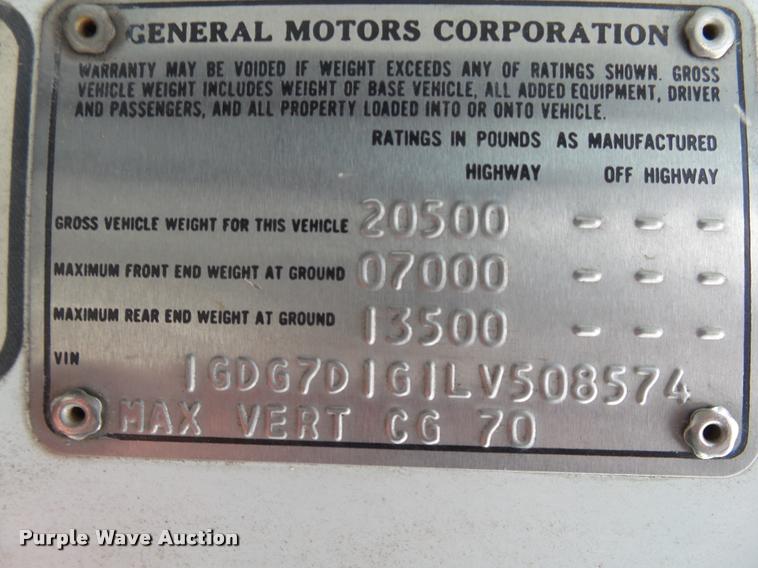 GENERAL MOTORS CORPORATION
WARRANTY MAY BE VOIDED IF WEIGHT EXCEEDS ANY OF RATINGS SHOWN. GROSS
VEHICLE WEIGHT INCLUDES WEIGHT OF BASE VEHICLE, ALL ADDED EQUIPMENT, DRIVER
AND PASSENGERS, AND ALL PROPERTY LOADED INTO OR ONTO VEHICLE.
RATINGS IN POUNDS AS MANUFACTURED
HIGHWAY OFF HIGHWAY
GROSS VEHICLE WEIGHT FOR THIS VEHICLE 20500 - - -
MAXIMUM FRONT END WEIGHT AT GROUND 07000 - - -
MAXIMUM REAR END WEIGHT AT GROUND 13500 - - -
VIN 1GDG7D1G1LV508574
MAX VERT CG 70
Purple Wave Auction